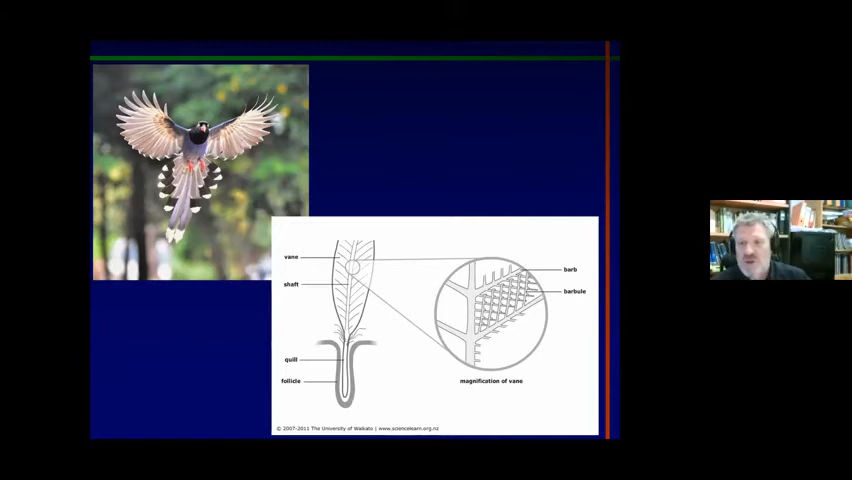 vane
shaft
quill
follicle
barb
barbule
magnification of vane
© 2007-2011 The University of Waikato | www.sciencelearn.org.nz